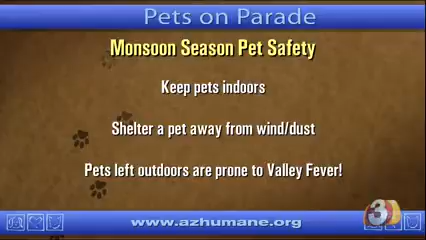 Pets on Parade
Monsoon Season Pet Safety
Keep pets indoors
Shelter a pet away from wind/dust
Pets left outdoors are prone to Valley Fever!
3
www.azhumane.org